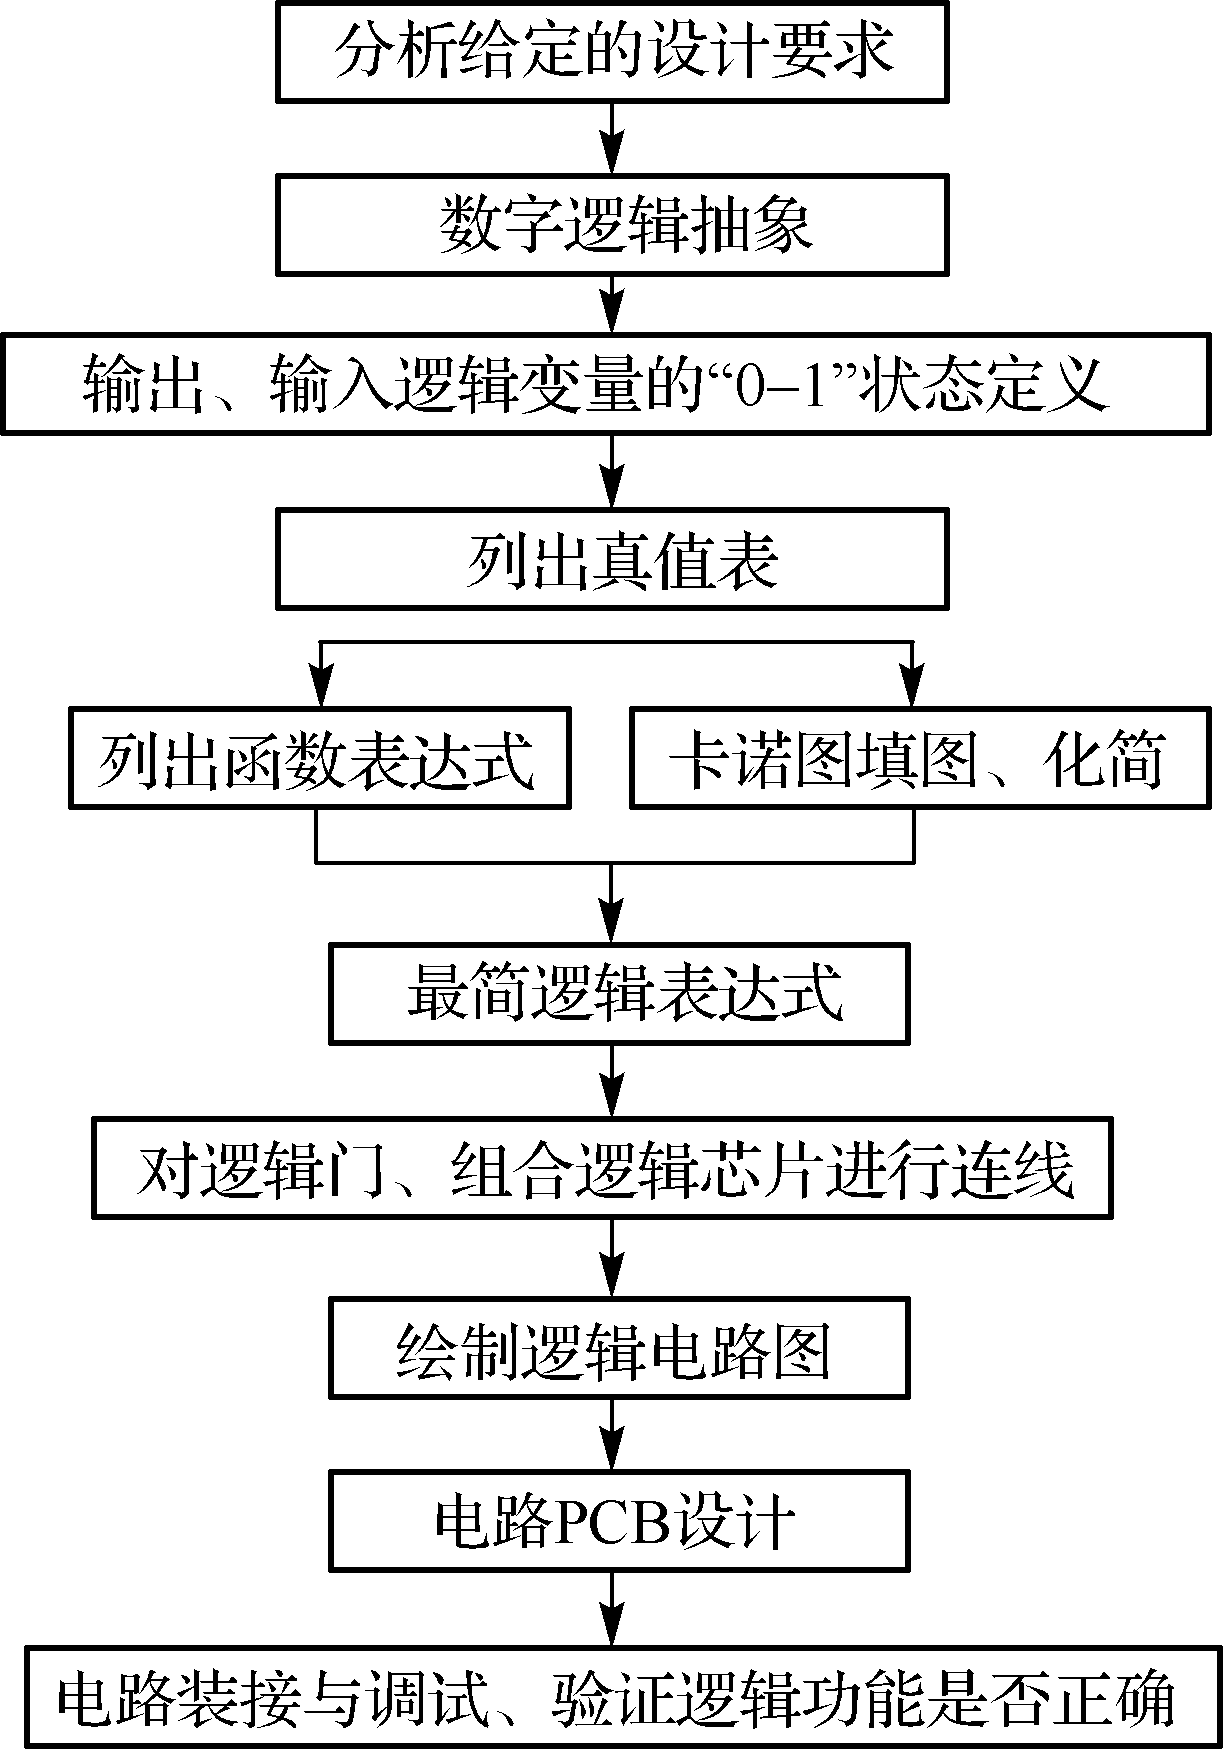 分析给定的设计要求
数字逻辑抽象
输出、输入逻辑变量的“0–1”状态定义
列出真值表
列出函数表达式
卡诺图填图、化简
最简逻辑表达式
对逻辑门、组合逻辑芯片进行连线
绘制逻辑电路图
电路PCB设计
电路装接与调试、验证逻辑功能是否正确